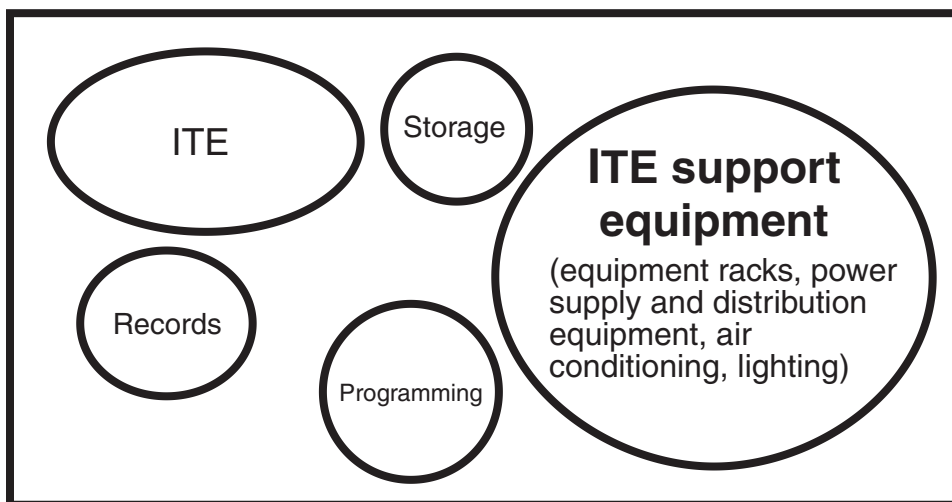 ITE
Storage
ITE support
equipment
(equipment racks, power
supply and distribution
equipment, air
conditioning, lighting)
Records
Programming